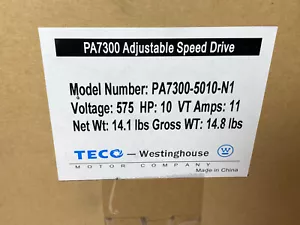 PA7300 Adjustable Speed Drive
Model Number: PA7300-5010-N1
Voltage: 575 HP: 10 VT Amps: 11
Net Wt: 14.1 lbs Gross WT: 14.8 lbs
TECO – Westinghouse
MOTOR COMPANY
W
Made in China